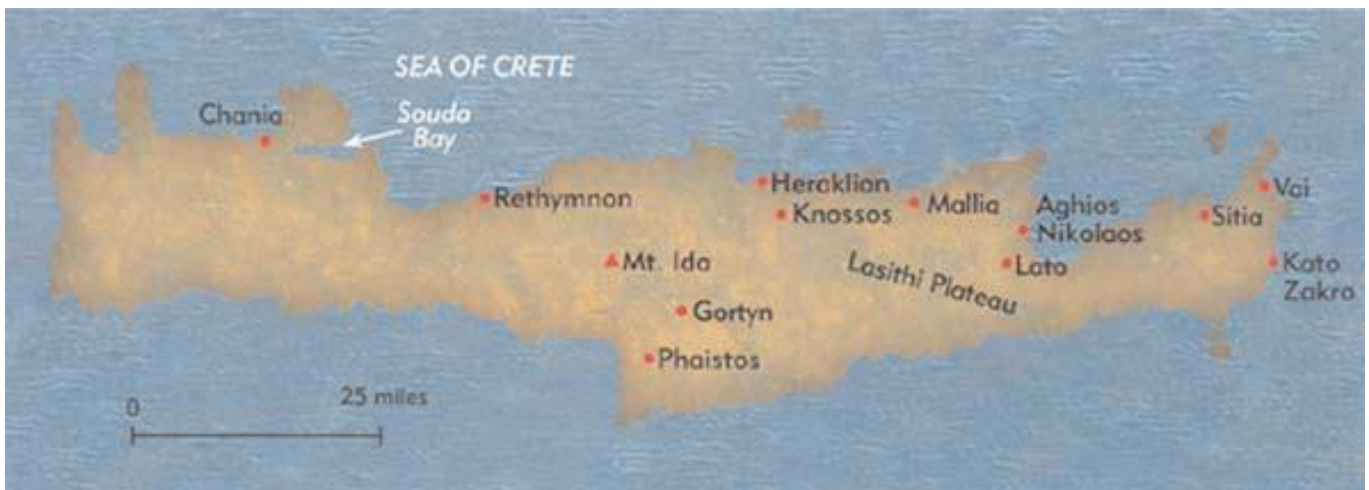 SEA OF CRETE
Chania
Souda
Bay
Rethymnon
Heraklion
Knossos
Mallia
Aghios
Nikolaos
Vai
Sitia
Mt. Ida
Lasithi Plateau
Lato
Kato
Zakro
Gortyn
Phaistos
0
25 miles